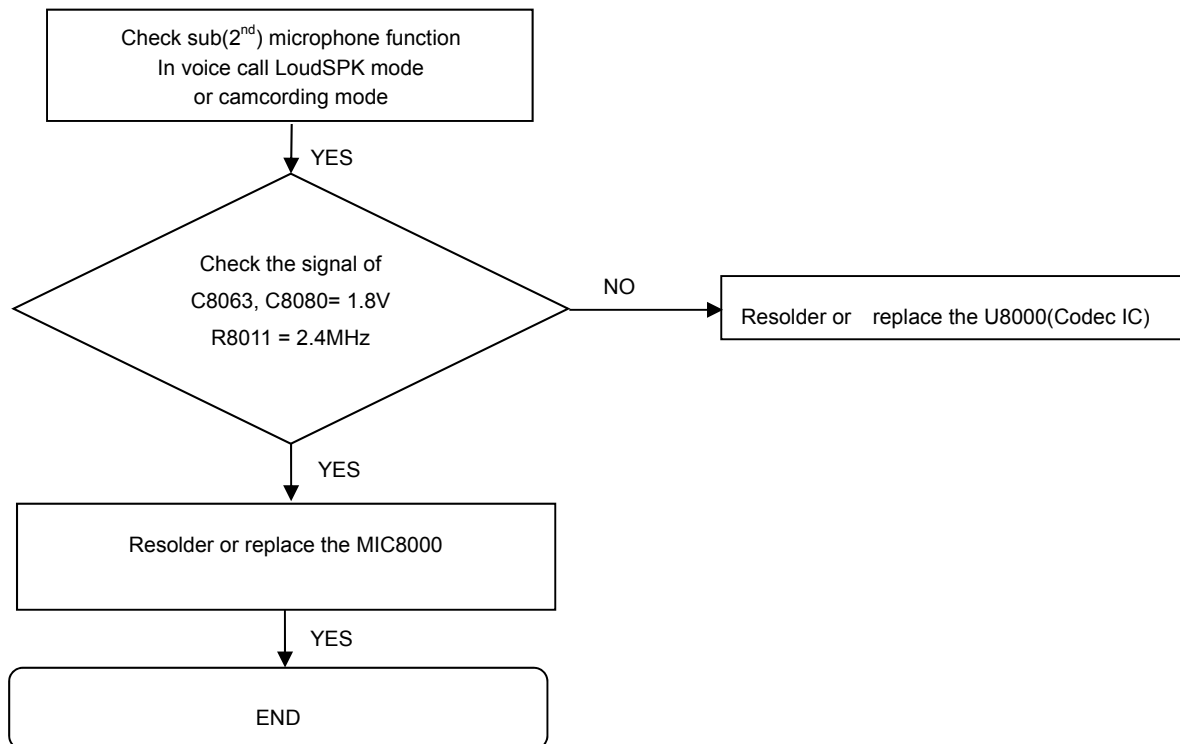 Check sub(2nd) microphone function
In voice call LoudSPK mode
or camcording mode
YES
Check the signal of
C8063, C8080= 1.8V
R8011 = 2.4MHz
NO
Resolder or replace the U8000(Codec IC)
YES
Resolder or replace the MIC8000
YES
END